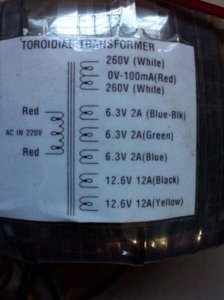 TOROIDIAL TRANSFORMER
260V (White)
0V-100mA(Red)
260V (White)
Red
6.3V 2A (Blue-Blk)
AC IN 220V
6.3V 2A(Green)
Red
6.3V 2A(Blue)
12.6V 12A(Black)
12.6V 12A(Yellow)